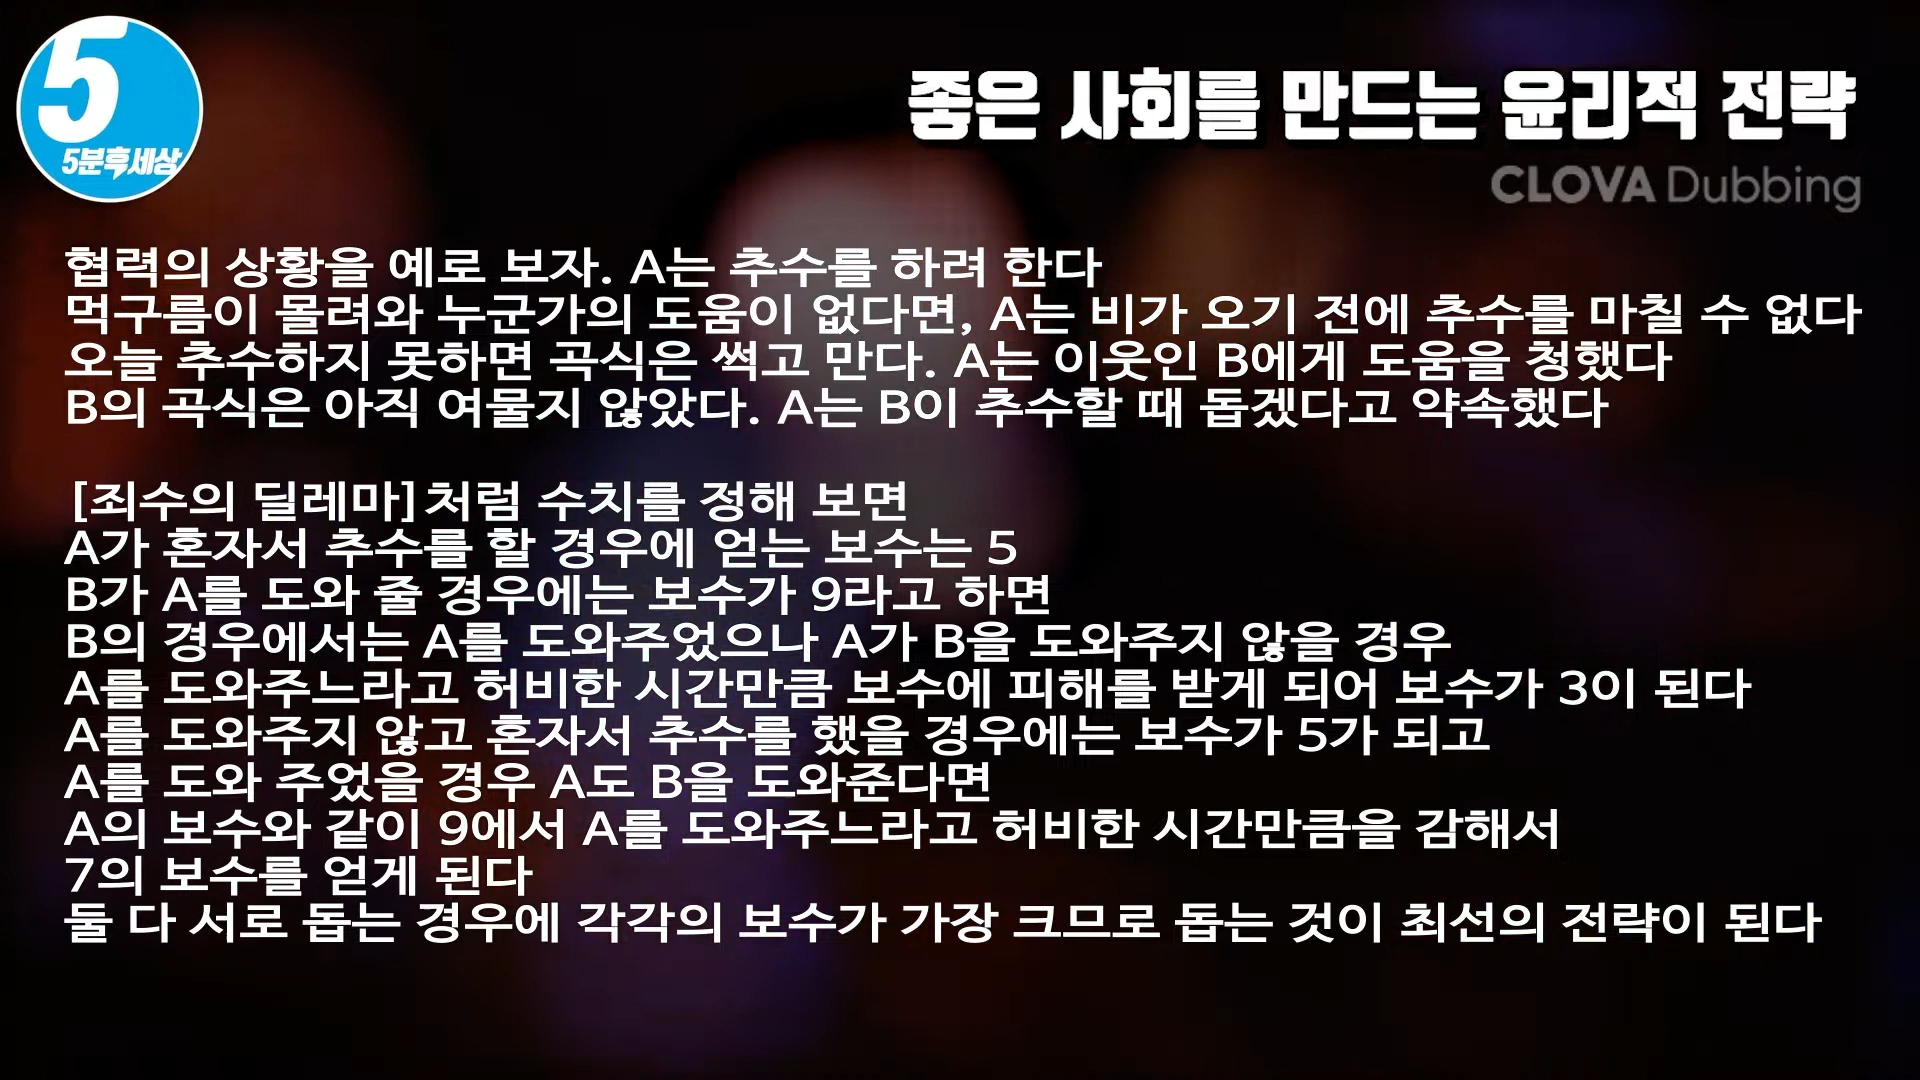 5
5분후세상
좋은 사회를 만드는 윤리적 전략
CLOVA Dubbing
협력의 상황을 예로 보자. A는 추수를 하려 한다
먹구름이 몰려와 누군가의 도움이 없다면, A는 비가 오기 전에 추수를 마칠 수 없다
오늘 추수하지 못하면 곡식은 썩고 만다. A는 이웃인 B에게 도움을 청했다
B의 곡식은 아직 여물지 않았다. A는 B이 추수할 때 돕겠다고 약속했다
[죄수의 딜레마]처럼 수치를 정해 보면
A가 혼자서 추수를 할 경우에 얻는 보수는 5
B가 A를 도와 줄 경우에는 보수가 9라고 하면
B의 경우에서는 A를 도와주었으나 A가 B을 도와주지 않을 경우
A를 도와주느라고 허비한 시간만큼 보수에 피해를 받게 되어 보수가 3이 된다
A를 도와주지 않고 혼자서 추수를 했을 경우에는 보수가 5가 되고
A를 도와 주었을 경우 A도 B을 도와준다면
A의 보수와 같이 9에서 A를 도와주느라고 허비한 시간만큼을 감해서
7의 보수를 얻게 된다
둘 다 서로 돕는 경우에 각각의 보수가 가장 크므로 돕는 것이 최선의 전략이 된다